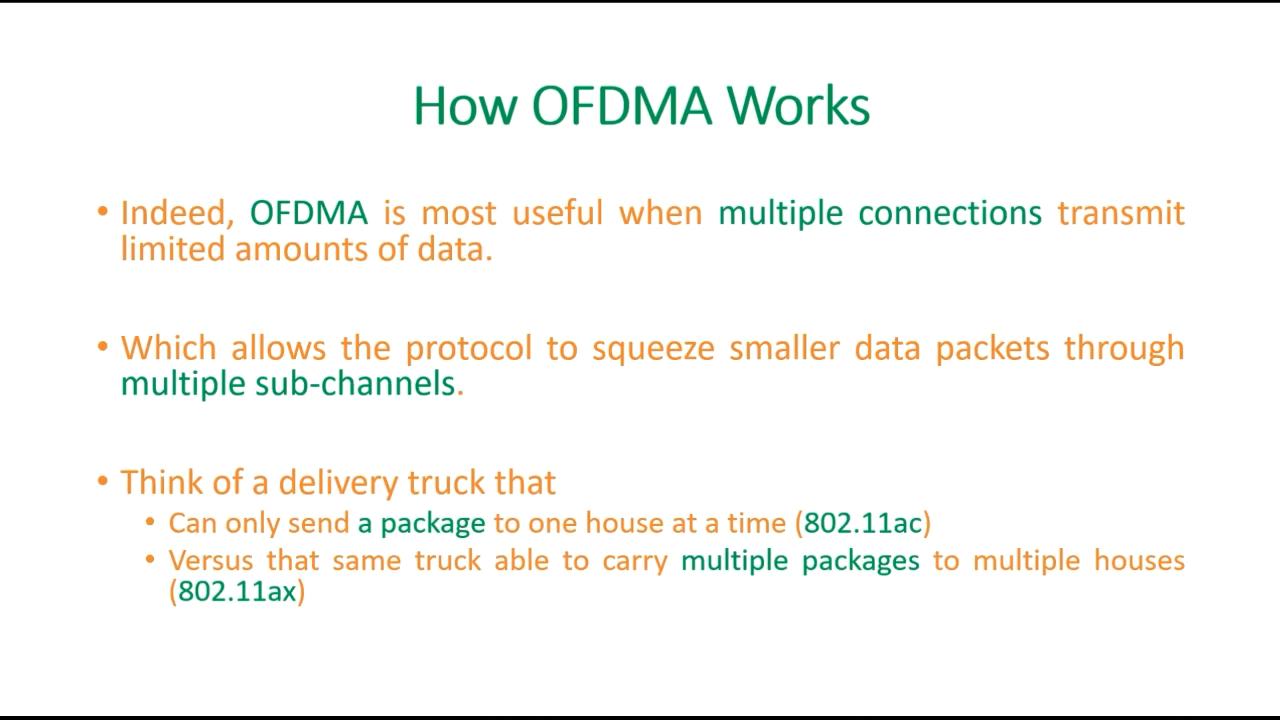 How OFDMA Works
• Indeed, OFDMA is most useful when multiple connections transmit
limited amounts of data.
• Which allows the protocol to squeeze smaller data packets through
multiple sub-channels.
• Think of a delivery truck that
• Can only send a package to one house at a time (802.11ac)
• Versus that same truck able to carry multiple packages to multiple houses
(802.11ax)